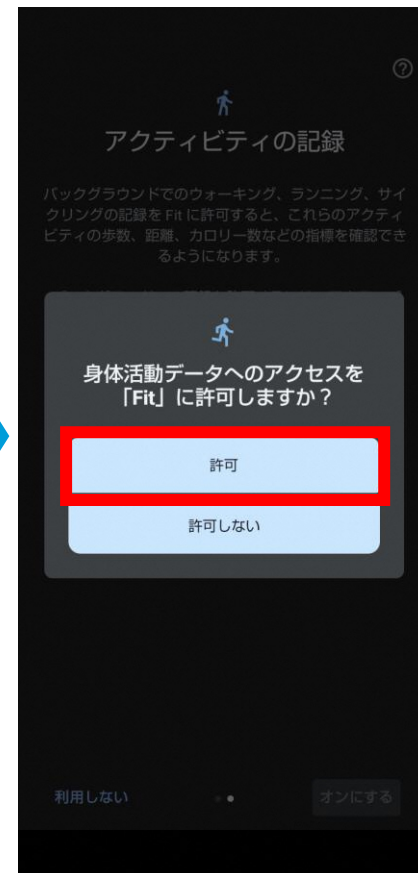 アクティビティの記録
バックグラウンドでのウォーキング、ランニング、サイ
クリングの記録を Fit に許可すると、これらのアクティ
ビティの歩数、距離、カロリー数などの指標を確認でき
るようになります。
身体活動データへのアクセスを
「Fit」に許可しますか？
許可
許可しない
利用しない
オンにする